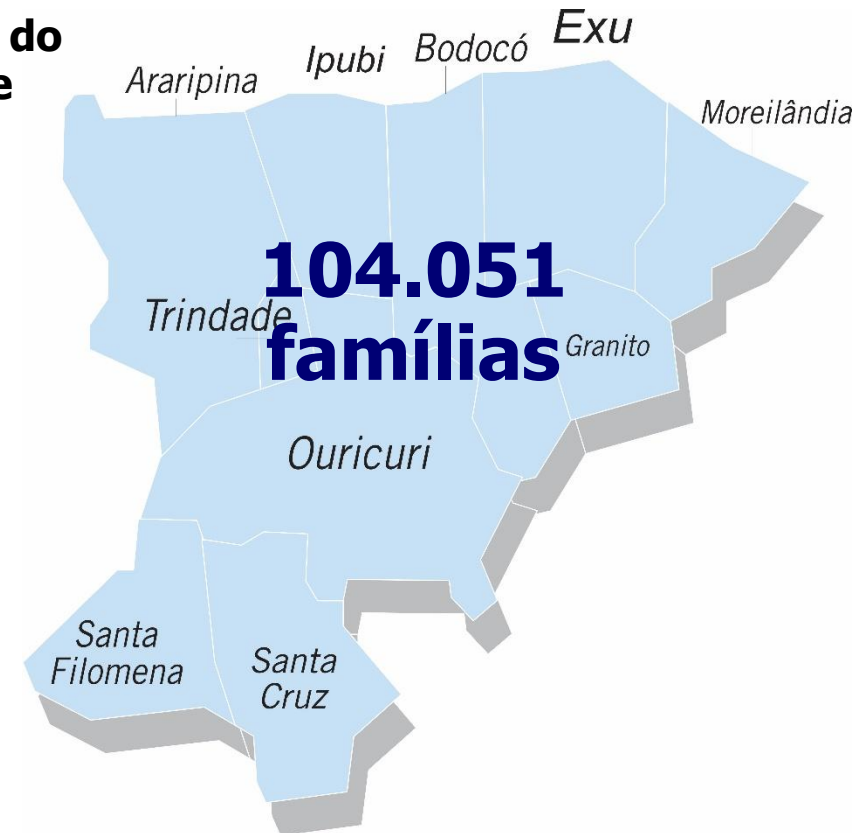 do
e
Araripina
Ipubi
Bodocó
Exu
Moreilândia
104.051
famílias
Trindade
Granito
Ouricuri
Santa
Filomena
Santa
Cruz